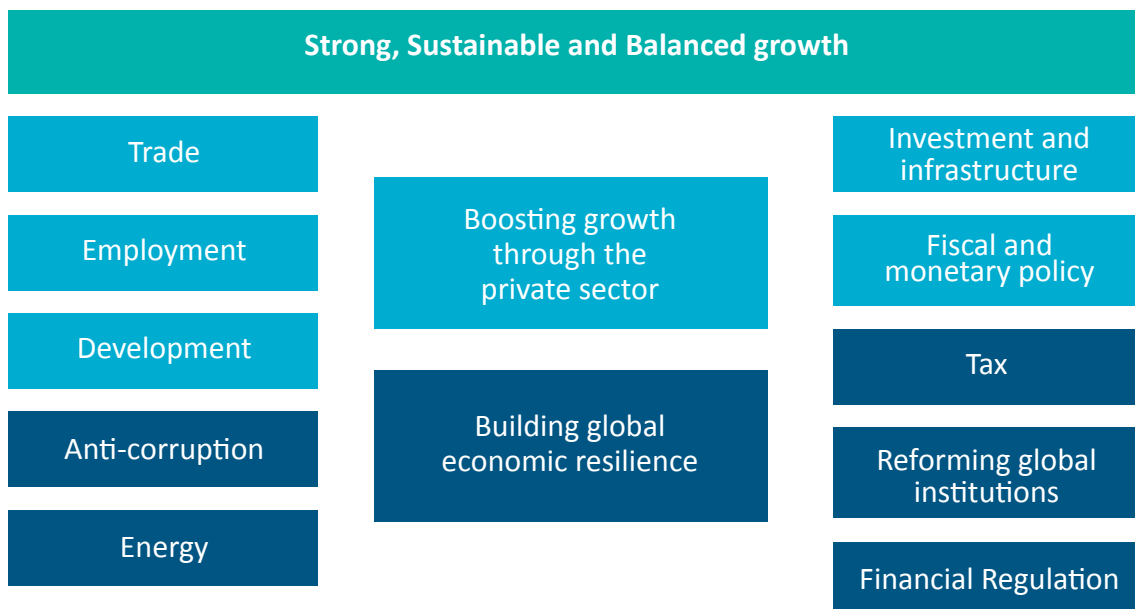 Strong, Sustainable and Balanced growth
Trade
Employment
Development
Anti-corruption
Energy
Boosting growth
through the
private sector
Building global
economic resilience
Investment and
infrastructure
Fiscal and
monetary policy
Tax
Reforming global
institutions
Financial Regulation